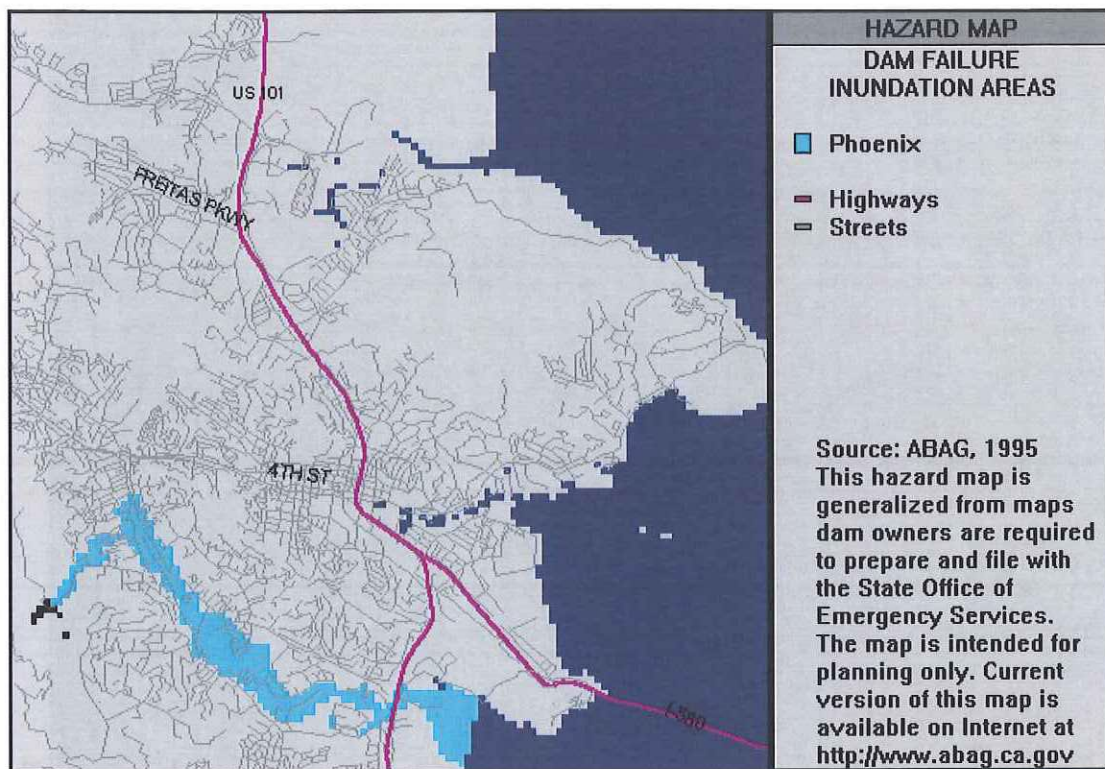 HAZARD MAP
DAM FAILURE
INUNDATION AREAS
Phoenix
Highways
Streets
Source: ABAG, 1995
This hazard map is
generalized from maps
dam owners are required
to prepare and file with
the State Office of
Emergency Services.
The map is intended for
planning only. Current
version of this map is
available on Internet at
http://www.abag.ca.gov
US 101
FREITAS PKWY
4TH ST
I-580